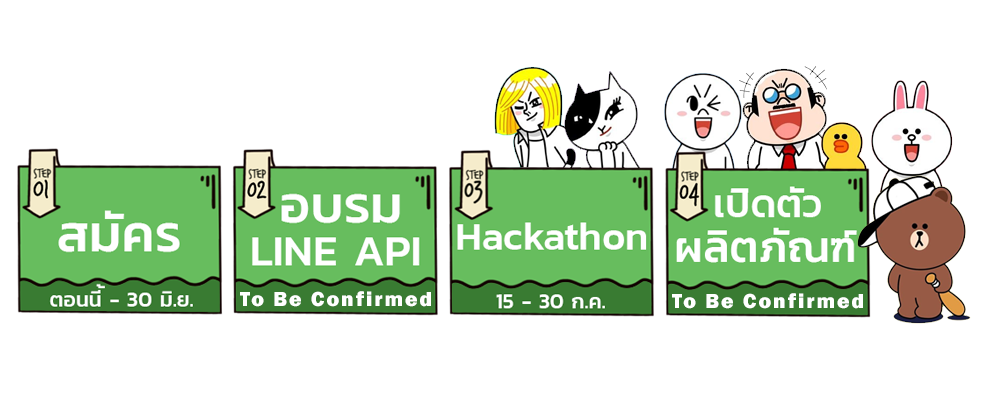 STEP
01
สมัคร
ตอนนี้ - 30 มิ.ย.
STEP
02
อบรม
LINE API
To Be Confirmed
STEP
03
Hackathon
15 - 30 ก.ค.
STEP
04
เปิดตัว
ผลิตภัณฑ์
To Be Confirmed